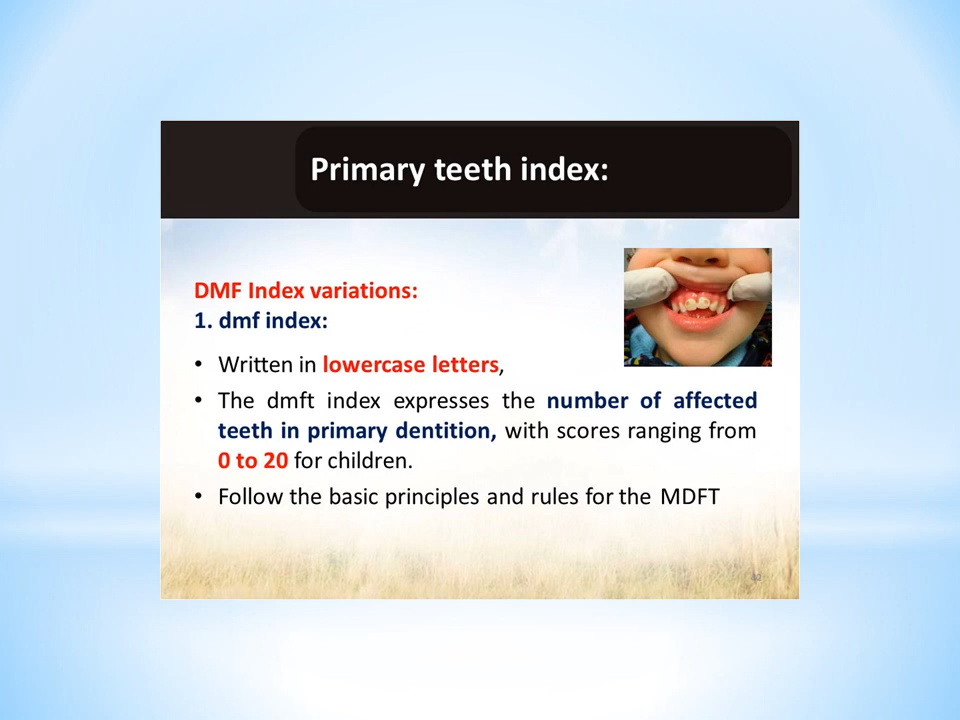 Primary teeth index:
DMF Index variations:
1. dmf index:
• Written in lowercase letters,
• The dmft index expresses the number of affected
teeth in primary dentition, with scores ranging from
0 to 20 for children.
• Follow the basic principles and rules for the MDFT